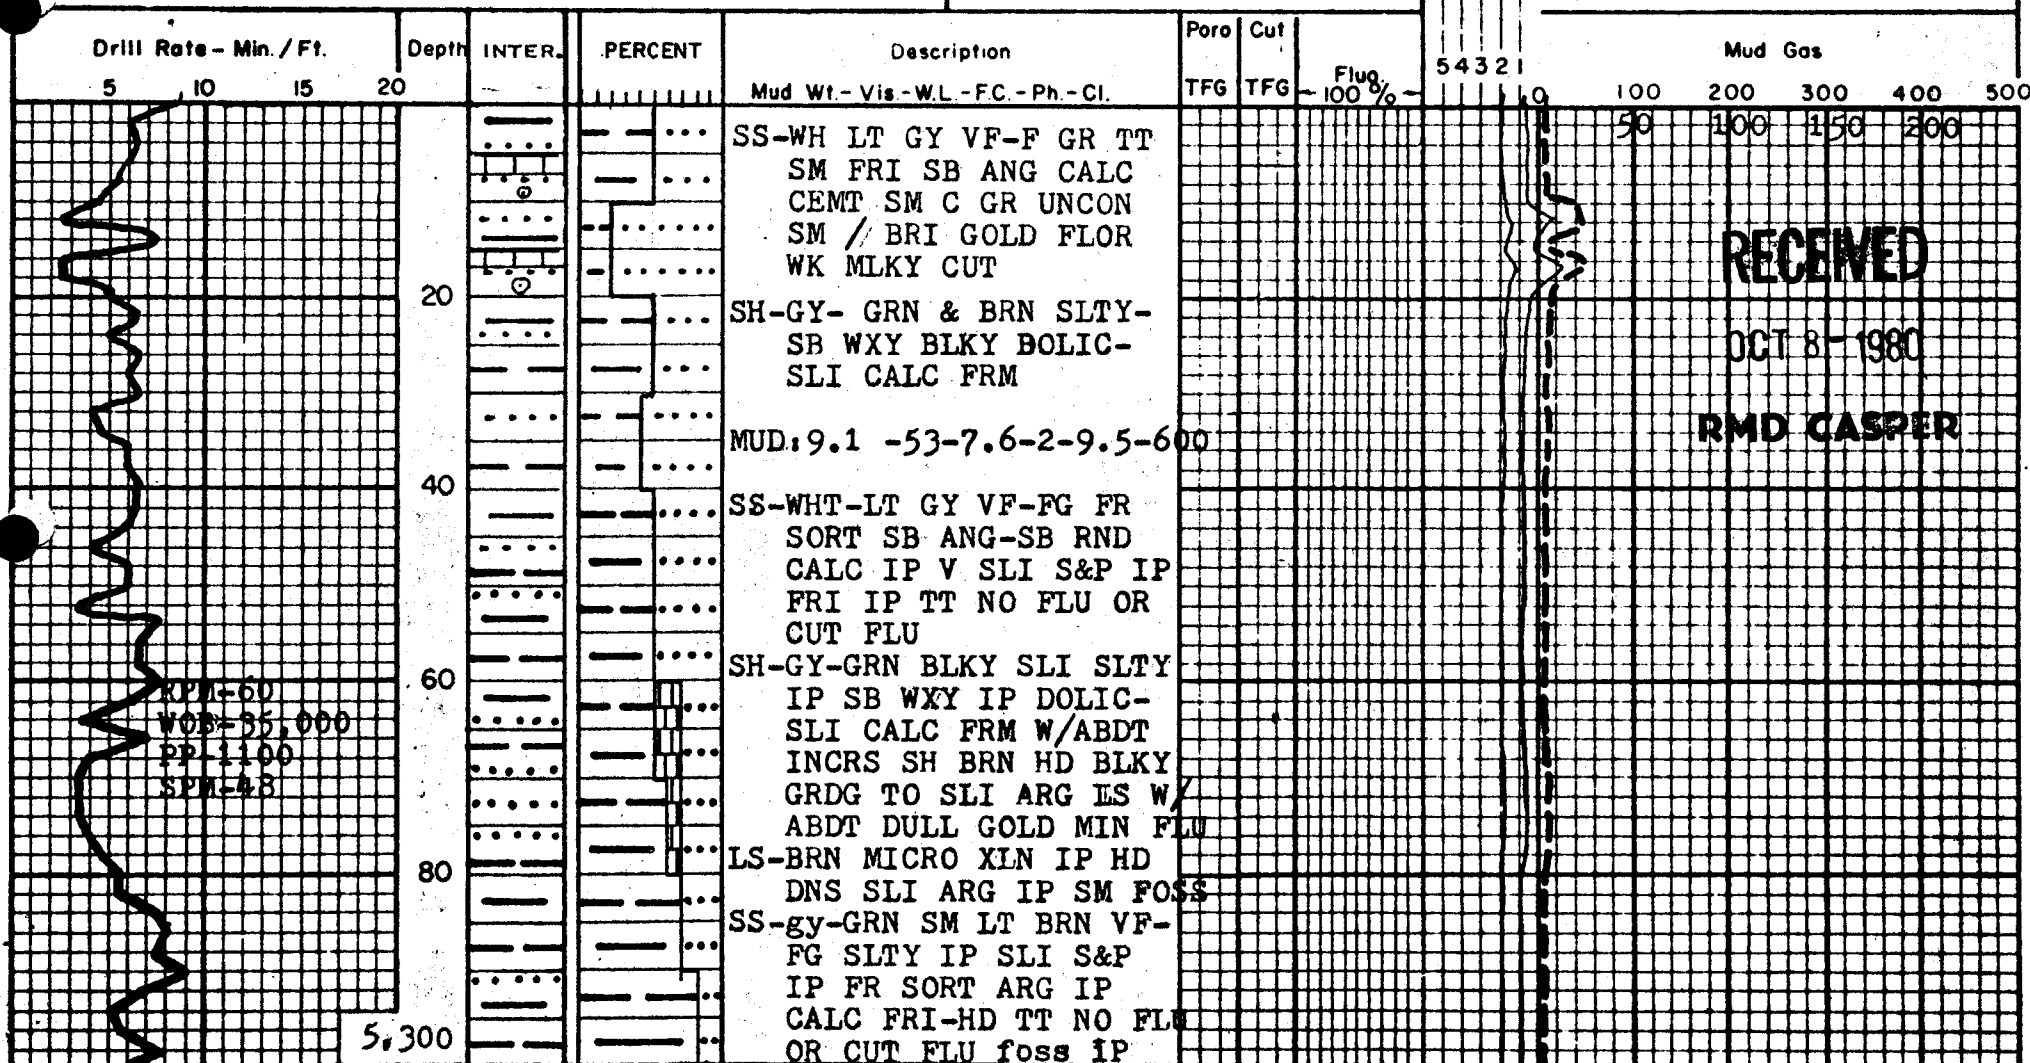 Drill Rate - Min. / Ft.
5 10 15 20
Depth
INTER.
PERCENT
Description
Mud Wt.- Vis.-W.L.-F.C.-Ph.-Cl.
Poro
TFG
Cut
TFG
Fluo.
100 %
5 4 3 2 1
Mud Gas
0 100 200 300 400 500
50 100 150 200
SS-WH LT GY VF-F GR TT
SM FRI SB ANG CALC
CEMT SM C GR UNCON
SM // BRI GOLD FLOR
WK MLKY CUT
20
SH-GY- GRN & BRN SLTY-
SB WXY BLKY DOLIC-
SLI CALC FRM
MUD:9.1 -53-7.6-2-9.5-600
40
SS-WHT-LT GY VF-FG FR
SORT SB ANG-SB RND
CALC IP V SLI S&P IP
FRI IP TT NO FLU OR
CUT FLU
60
SH-GY-GRN BLKY SLI SLTY
IP SB WXY IP DOLIC-
SLI CALC FRM W/ABDT
INCRS SH BRN HD BLKY
GRDG TO SLI ARG LS W/
ABDT DULL GOLD MIN FLU
80
LS-BRN MICRO XLN IP HD
DNS SLI ARG IP SM FOSS
SS-gy-GRN SM LT BRN VF-
FG SLTY IP SLI S&P
IP FR SORT ARG IP
CALC FRI-HD TT NO FLU
OR CUT FLU foss IP
5,300
RPM-60
WOB-35,000
PP-1100
SPM-48
RECEIVED
OCT 8 - 1980
RMD CASPER